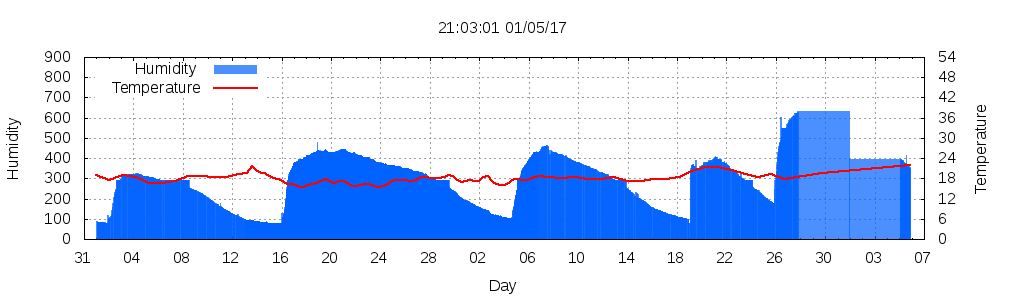 21:03:01 01/05/17
Humidity
Temperature
900 800 700 600 500 400 300 200 100 0
54 48 42 36 30 24 18 12 6 0
Humidity
Temperature
31 04 08 12 16 20 24 28 02 06 10 14 18 22 26 30 03 07
Day